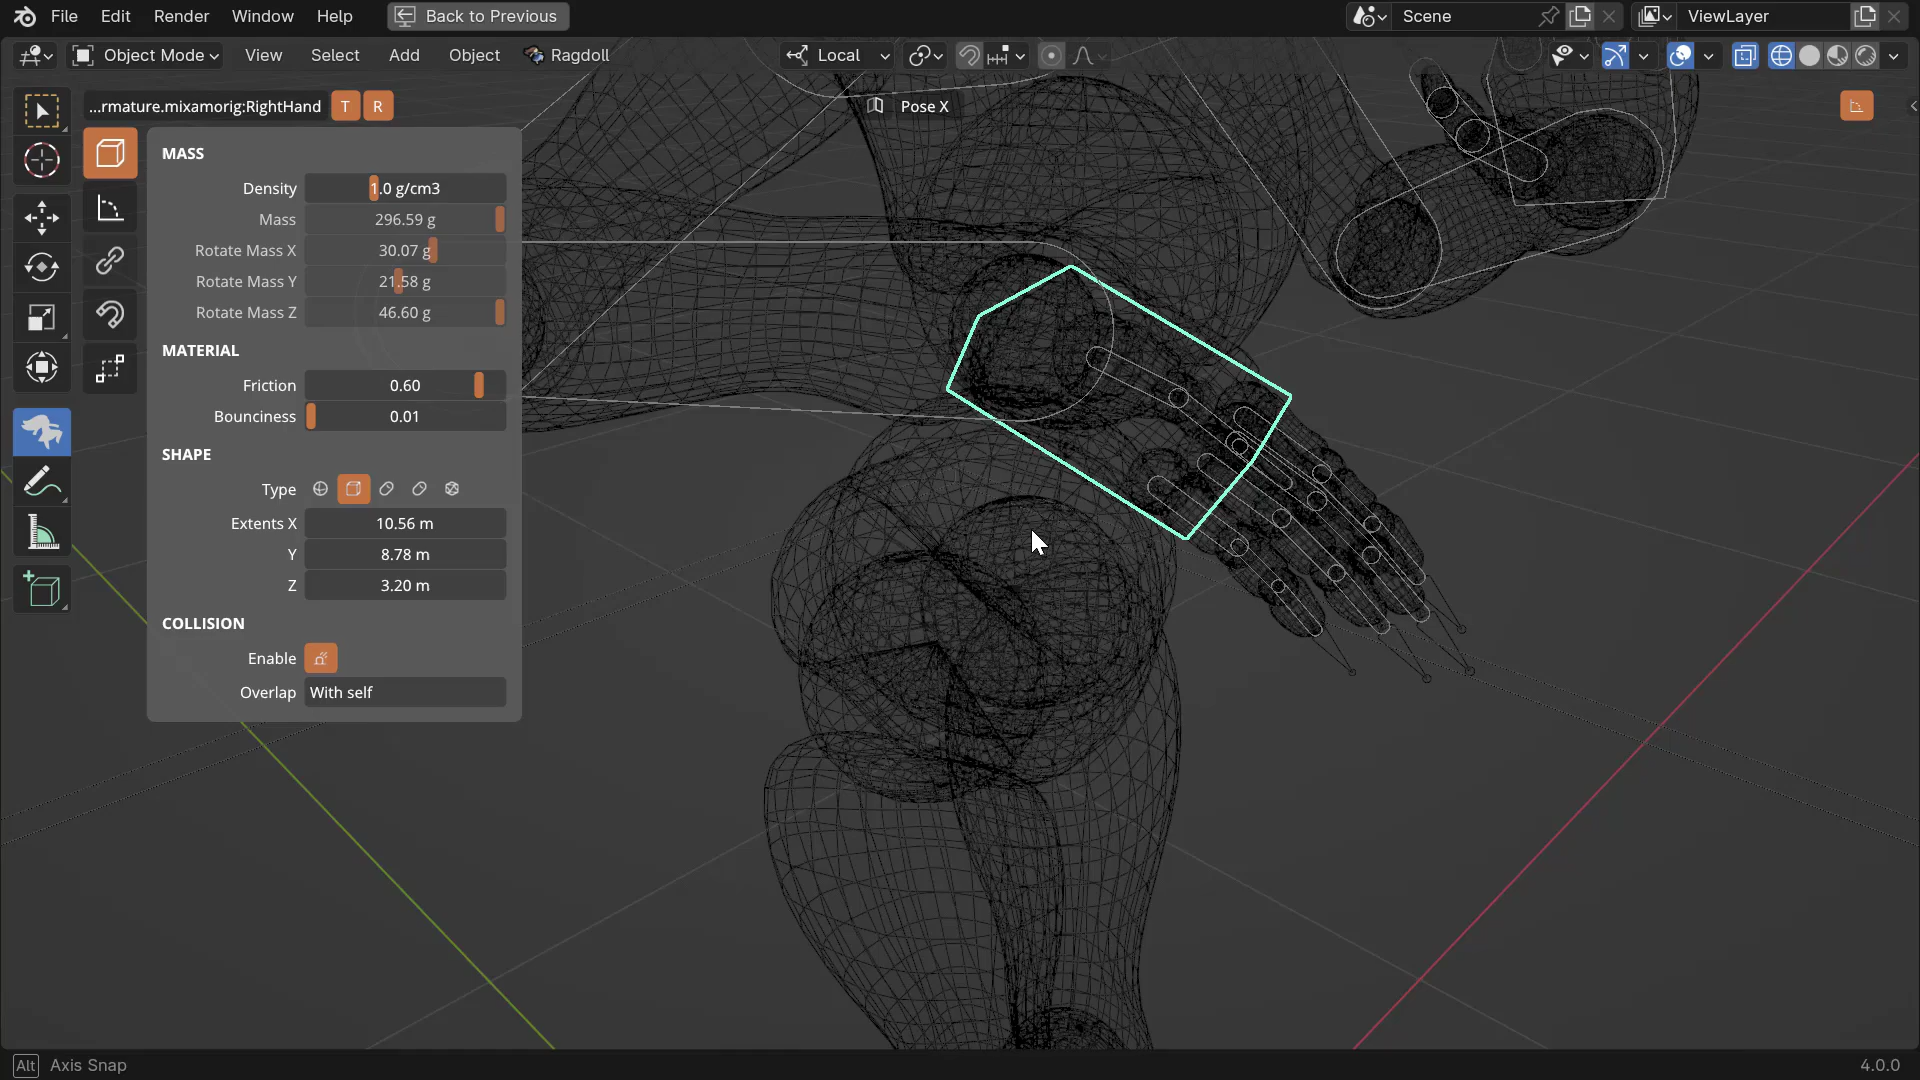 File Edit Render Window Help Back to Previous Scene ViewLayer
Object Mode View Select Add Object Ragdoll Local
...rmature.mixamorig:RightHand T R Pose X
MASS
Density 1.0 g/cm3
Mass 296.59 g
Rotate Mass X 30.07 g
Rotate Mass Y 21.58 g
Rotate Mass Z 46.60 g
MATERIAL
Friction 0.60
Bounciness 0.01
SHAPE
Type
Extents X 10.56 m
Y 8.78 m
Z 3.20 m
COLLISION
Enable
Overlap With self
Alt Axis Snap 4.0.0